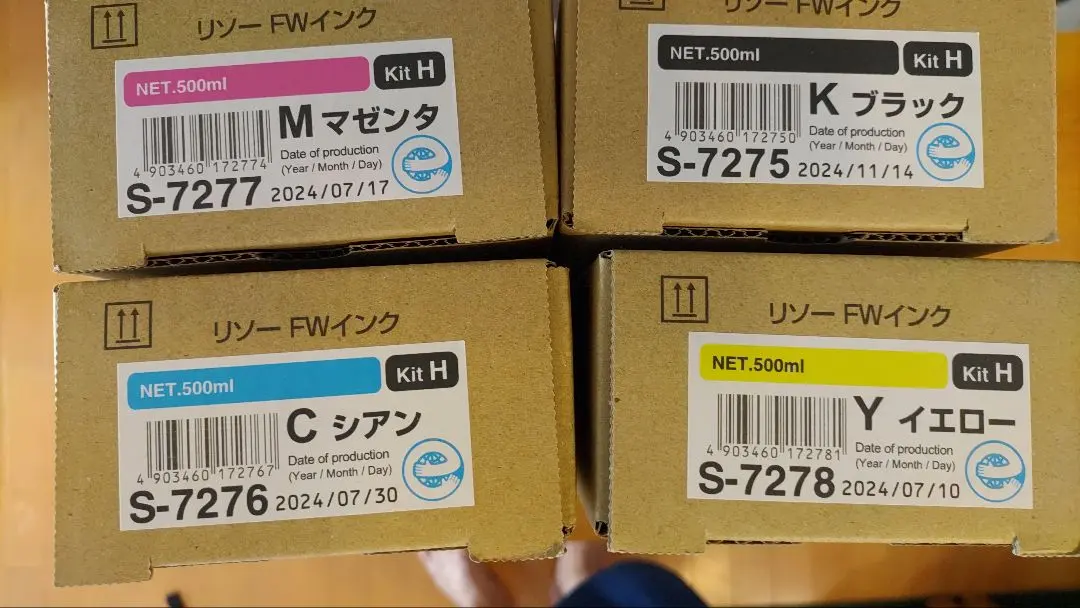 リソー FWインク
NET.500ml
Kit H
M マゼンタ
4 903460 172774
Date of production
(Year / Month / Day)
S-7277 2024/07/17
リソー FWインク
NET.500ml
Kit H
K ブラック
4 903460 172750
Date of production
(Year / Month / Day)
S-7275 2024/11/14
リソー FWインク
NET.500ml
Kit H
C シアン
4 903460 172767
Date of production
(Year / Month / Day)
S-7276 2024/07/30
リソー FWインク
NET.500ml
Kit H
Y イエロー
4 903460 172781
Date of production
(Year / Month / Day)
S-7278 2024/07/10